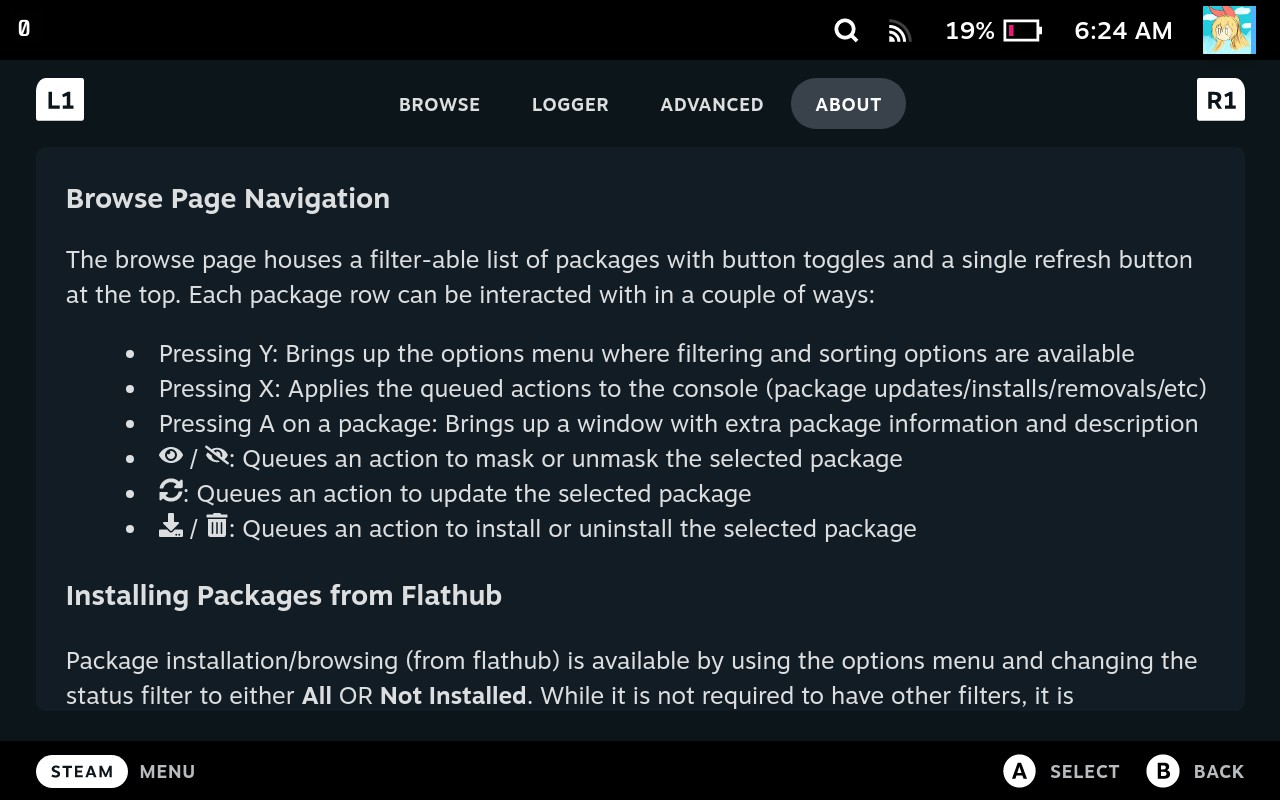 0
19%
6:24 AM
L1
BROWSE
LOGGER
ADVANCED
ABOUT
R1
Browse Page Navigation
The browse page houses a filter-able list of packages with button toggles and a single refresh button
at the top. Each package row can be interacted with in a couple of ways:
• Pressing Y: Brings up the options menu where filtering and sorting options are available
• Pressing X: Applies the queued actions to the console (package updates/installs/removals/etc)
• Pressing A on a package: Brings up a window with extra package information and description
• / : Queues an action to mask or unmask the selected package
• : Queues an action to update the selected package
• / : Queues an action to install or uninstall the selected package
Installing Packages from Flathub
Package installation/browsing (from flathub) is available by using the options menu and changing the
status filter to either All OR Not Installed. While it is not required to have other filters, it is
STEAM MENU
A SELECT
B BACK